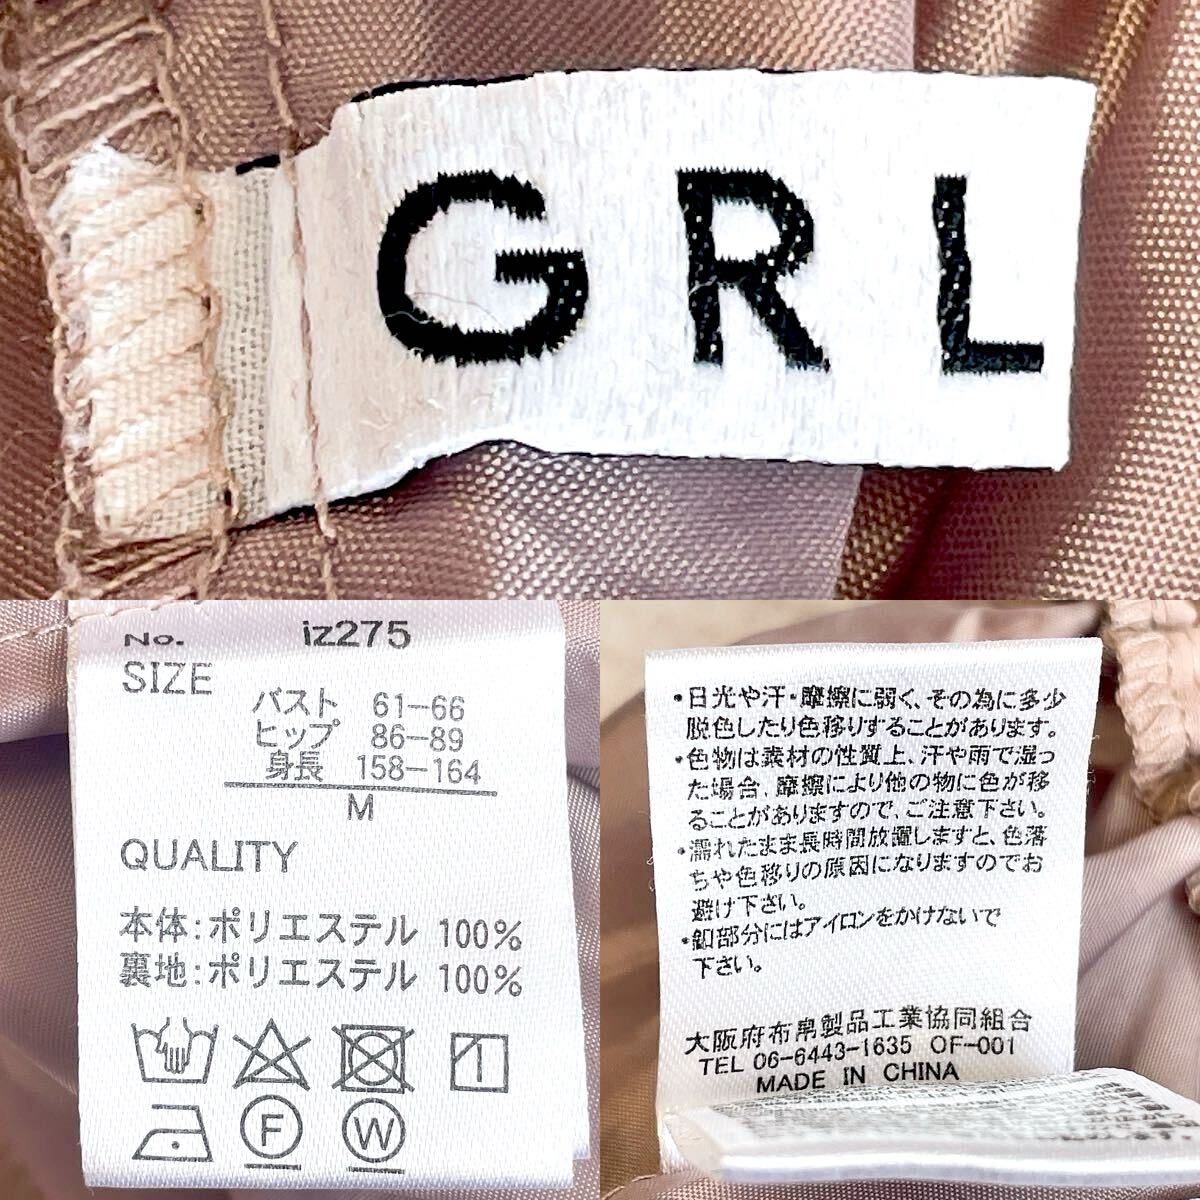 GRL
No. iz275
SIZE
バスト 61-66
ヒップ 86-89
身長 158-164
M
QUALITY
本体:ポリエステル 100%
裏地:ポリエステル 100%
F
W
・日光や汗・摩擦に弱く、その為に多少
脱色したり色移りすることがあります。
・色物は素材の性質上、汗や雨で湿っ
た場合、摩擦により他の物に色が移
ることがありますので、ご注意下さい。
・濡れたまま長時間放置しますと、色落
ちや色移りの原因になりますのでお
避け下さい。
・釦部分にはアイロンをかけないで
下さい。
大阪府布帛製品工業協同組合
TEL 06-6443-1635 OF-001
MADE IN CHINA